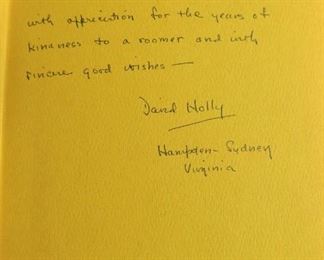 with appreciation for the years of
kindness to a roomer and with
sincere good wishes —
David Holly
Hampden-Sydney
Virginia